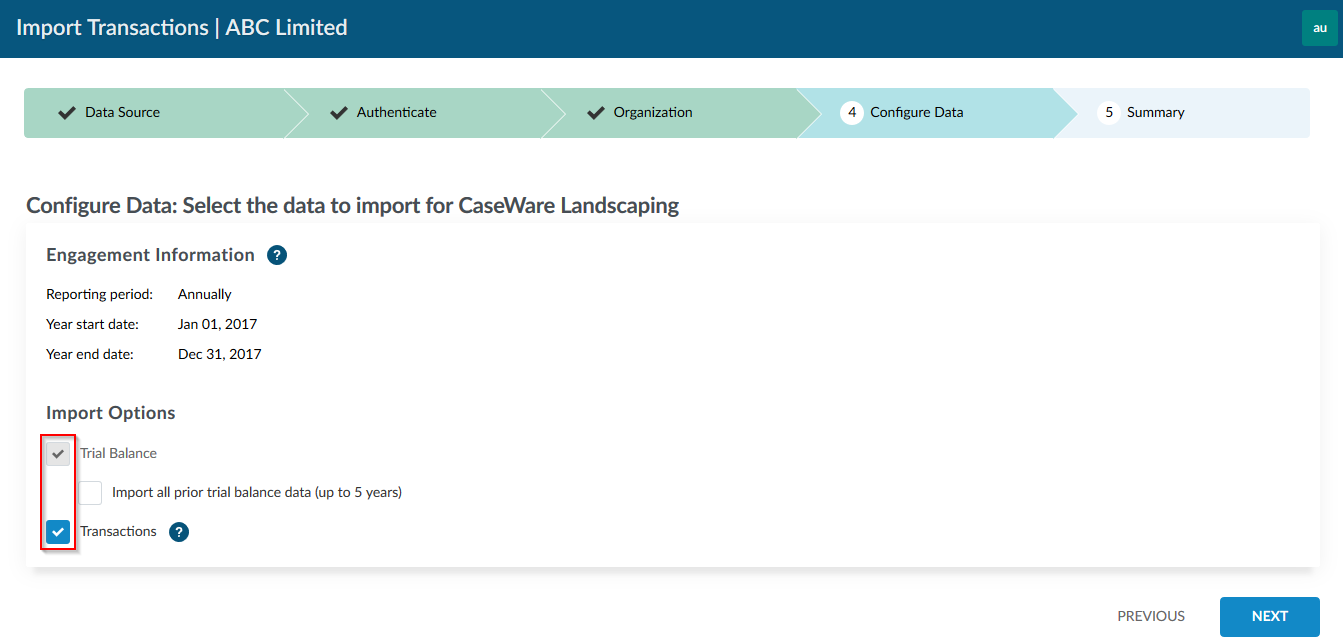 Import Transactions | ABC Limited
au
Data Source
Authenticate
Organization
4 Configure Data
5 Summary
Configure Data: Select the data to import for CaseWare Landscaping
Engagement Information ?
Reporting period: Annually
Year start date: Jan 01, 2017
Year end date: Dec 31, 2017
Import Options
Trial Balance
Import all prior trial balance data (up to 5 years)
Transactions ?
PREVIOUS
NEXT